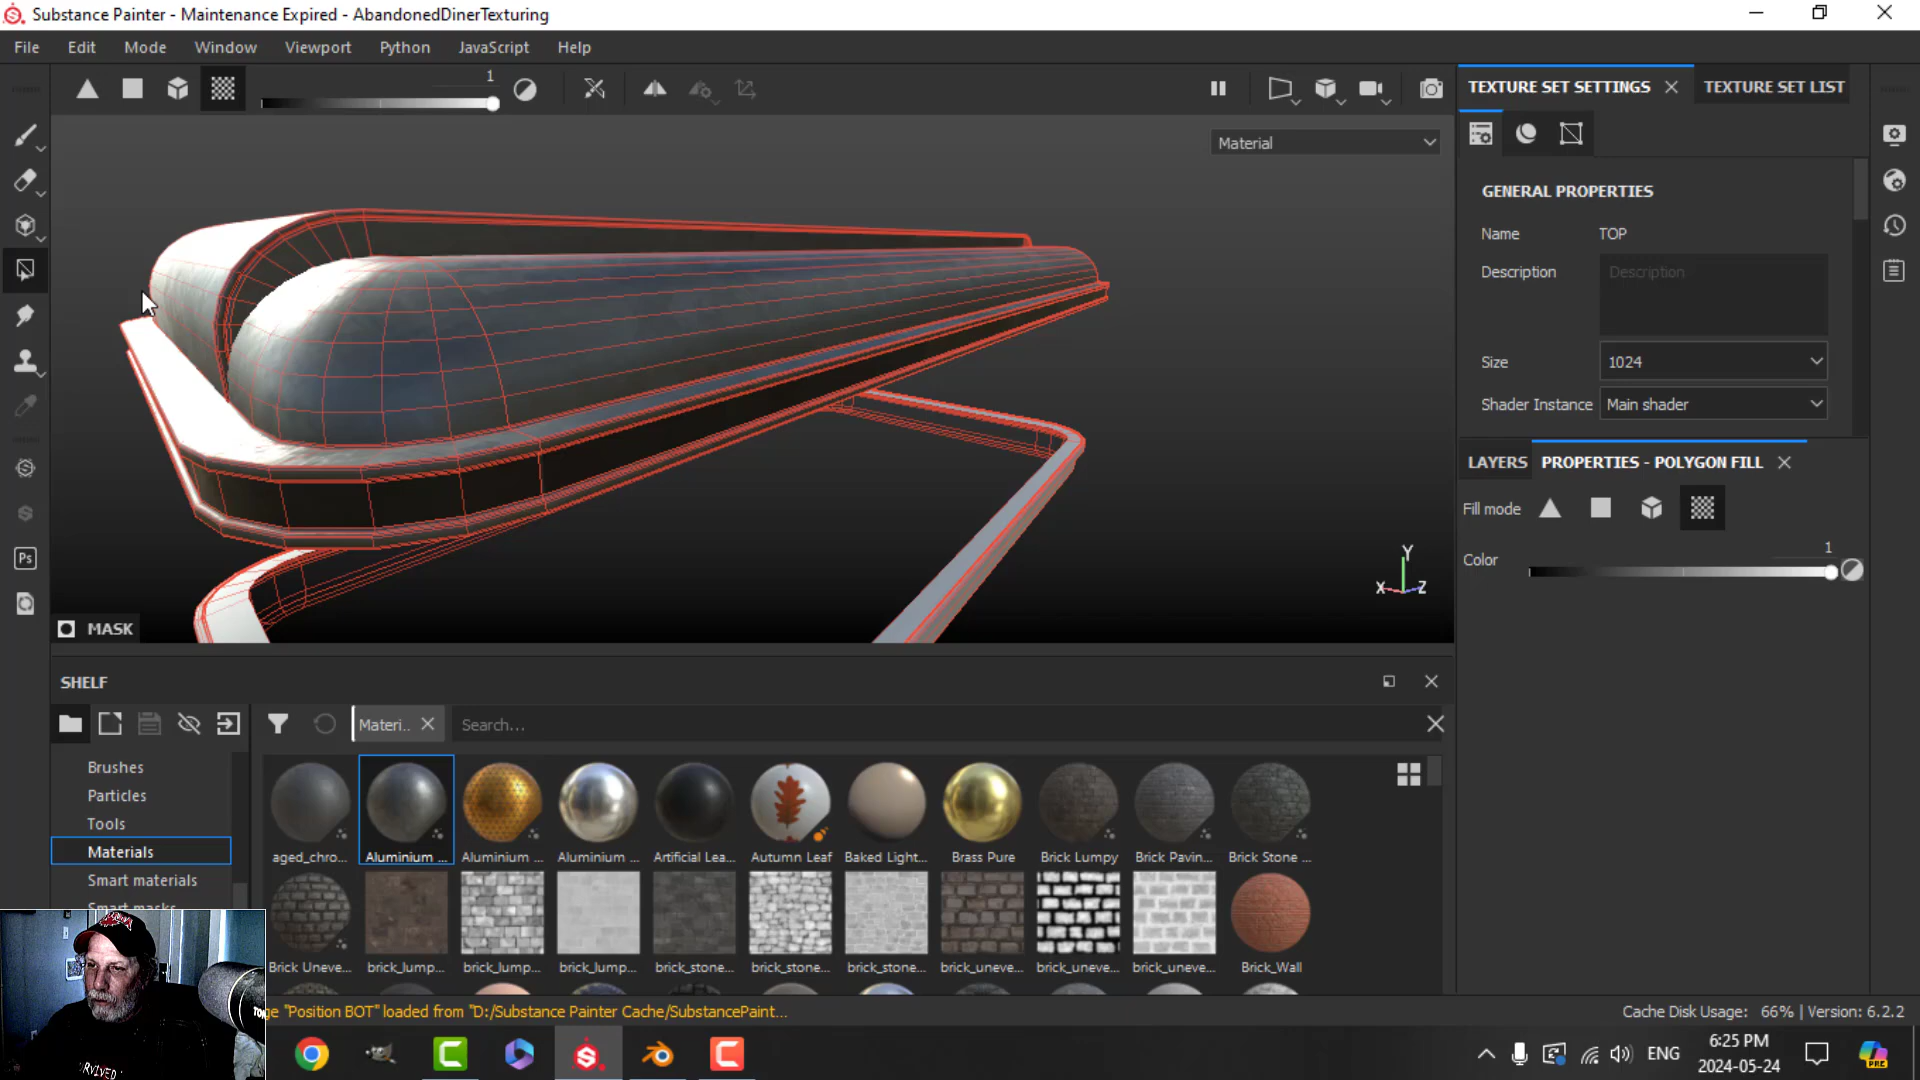 Substance Painter - Maintenance Expired - AbandonedDinerTexturing
File Edit Mode Window Viewport Python JavaScript Help
1
TEXTURE SET SETTINGS TEXTURE SET LIST
Material
GENERAL PROPERTIES
Name TOP
Description Description
Size 1024
Shader Instance Main shader
LAYERS PROPERTIES - POLYGON FILL
Fill mode
Color 1
Y
X Z
MASK
SHELF
Materi.. Search...
Brushes
Particles
Tools
Materials
Smart materials
aged_chro... Aluminium ... Aluminium ... Aluminium ... Artificial Lea... Autumn Leaf Baked Light... Brass Pure Brick Lumpy Brick Pavin... Brick Stone ...
Brick Uneve... brick_lump... brick_lump... brick_lump... brick_stone... brick_stone... brick_stone... brick_uneve... brick_uneve... brick_uneve... Brick_Wall
Ps
ge "Position BOT" loaded from "D:/Substance Painter Cache/SubstancePaint...
Cache Disk Usage: 66% | Version: 6.2.2
ENG
6:25 PM
2024-05-24
PRE